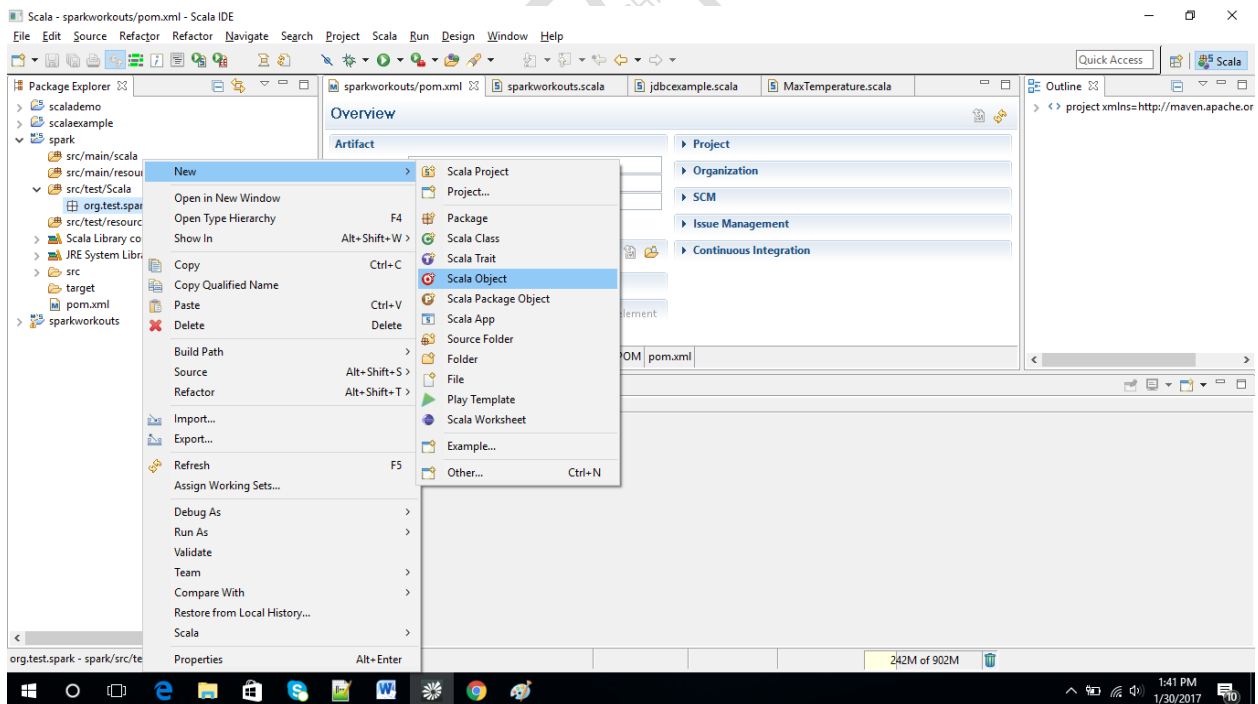 Scala - sparkworkouts/pom.xml - Scala IDE
File Edit Source Refactor Refactor Navigate Search Project Scala Run Design Window Help
Quick Access
Scala
Package Explorer
sparkworkouts/pom.xml
sparkworkouts.scala
jdbcexample.scala
MaxTemperature.scala
Outline
scalademo
scalaexample
spark
src/main/scala
src/main/resour
src/test/Scala
org.test.spar
src/test/resourc
Scala Library co
JRE System Libra
src
target
pom.xml
sparkworkouts
New
Open in New Window
Open Type Hierarchy F4
Show In Alt+Shift+W >
Copy Ctrl+C
Copy Qualified Name
Paste Ctrl+V
Delete Delete
Build Path >
Source Alt+Shift+S >
Refactor Alt+Shift+T >
Import...
Export...
Refresh F5
Assign Working Sets...
Debug As >
Run As >
Validate
Team >
Compare With >
Restore from Local History...
Scala >
Properties Alt+Enter
Scala Project
Project...
Package
Scala Class
Scala Trait
Scala Object
Scala Package Object
Scala App
Source Folder
Folder
File
Play Template
Scala Worksheet
Example...
Other... Ctrl+N
Overview
Artifact
Project
Organization
SCM
Issue Management
Continuous Integration
lement
POM pom.xml
project xmlns=http://maven.apache.or
org.test.spark - spark/src/te
242M of 902M
1:41 PM
1/30/2017